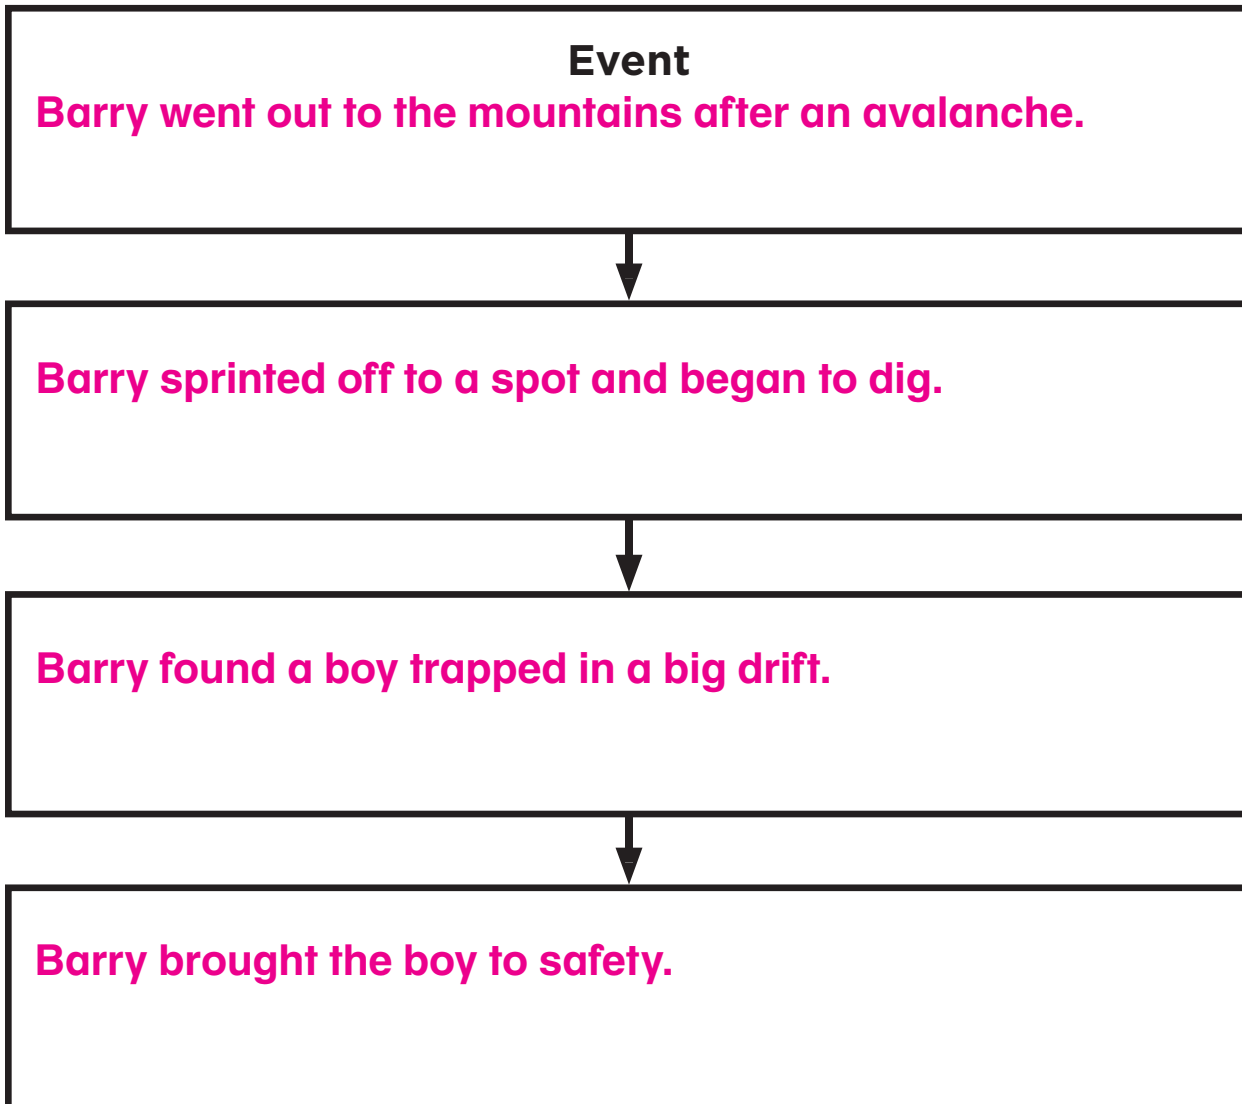 Event
Barry went out to the mountains after an avalanche.
Barry sprinted off to a spot and began to dig.
Barry found a boy trapped in a big drift.
Barry brought the boy to safety.